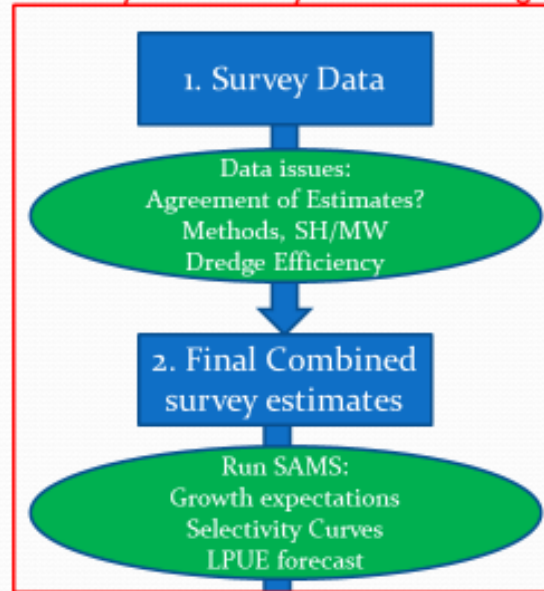 1. Survey Data
Data issues:
Agreement of Estimates?
Methods, SH/MW
Dredge Efficiency
2. Final Combined
survey estimates
Run SAMS:
Growth expectations
Selectivity Curves
LPUE forecast